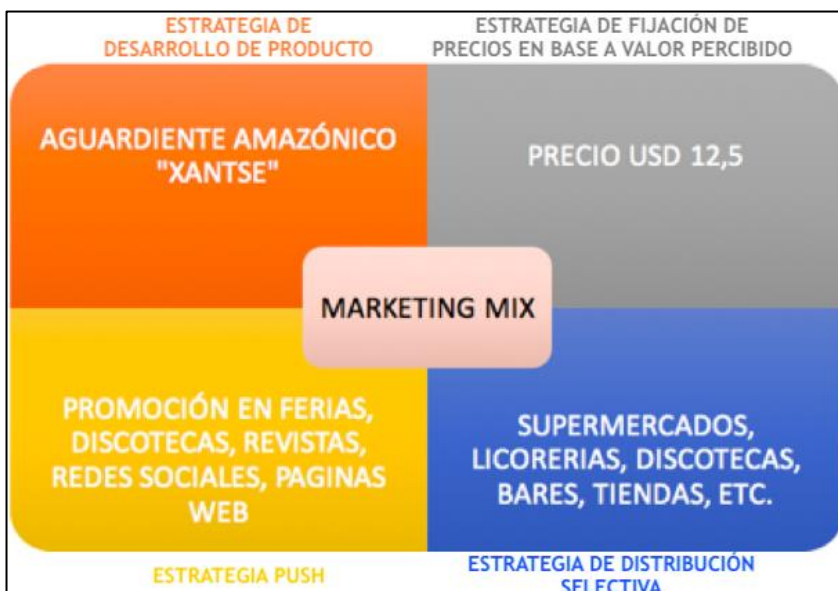 ESTRATEGIA DE
DESARROLLO DE PRODUCTO
ESTRATEGIA DE FIJACIÓN DE
PRECIOS EN BASE A VALOR PERCIBIDO
AGUARDIENTE AMAZÓNICO
"XANTSE"
PRECIO USD 12,5
MARKETING MIX
PROMOCIÓN EN FERIAS,
DISCOTECAS, REVISTAS,
REDES SOCIALES, PAGINAS
WEB
SUPERMERCADOS,
LICORERIAS, DISCOTECAS,
BARES, TIENDAS, ETC.
ESTRATEGIA PUSH
ESTRATEGIA DE DISTRIBUCIÓN
SELECTIVA